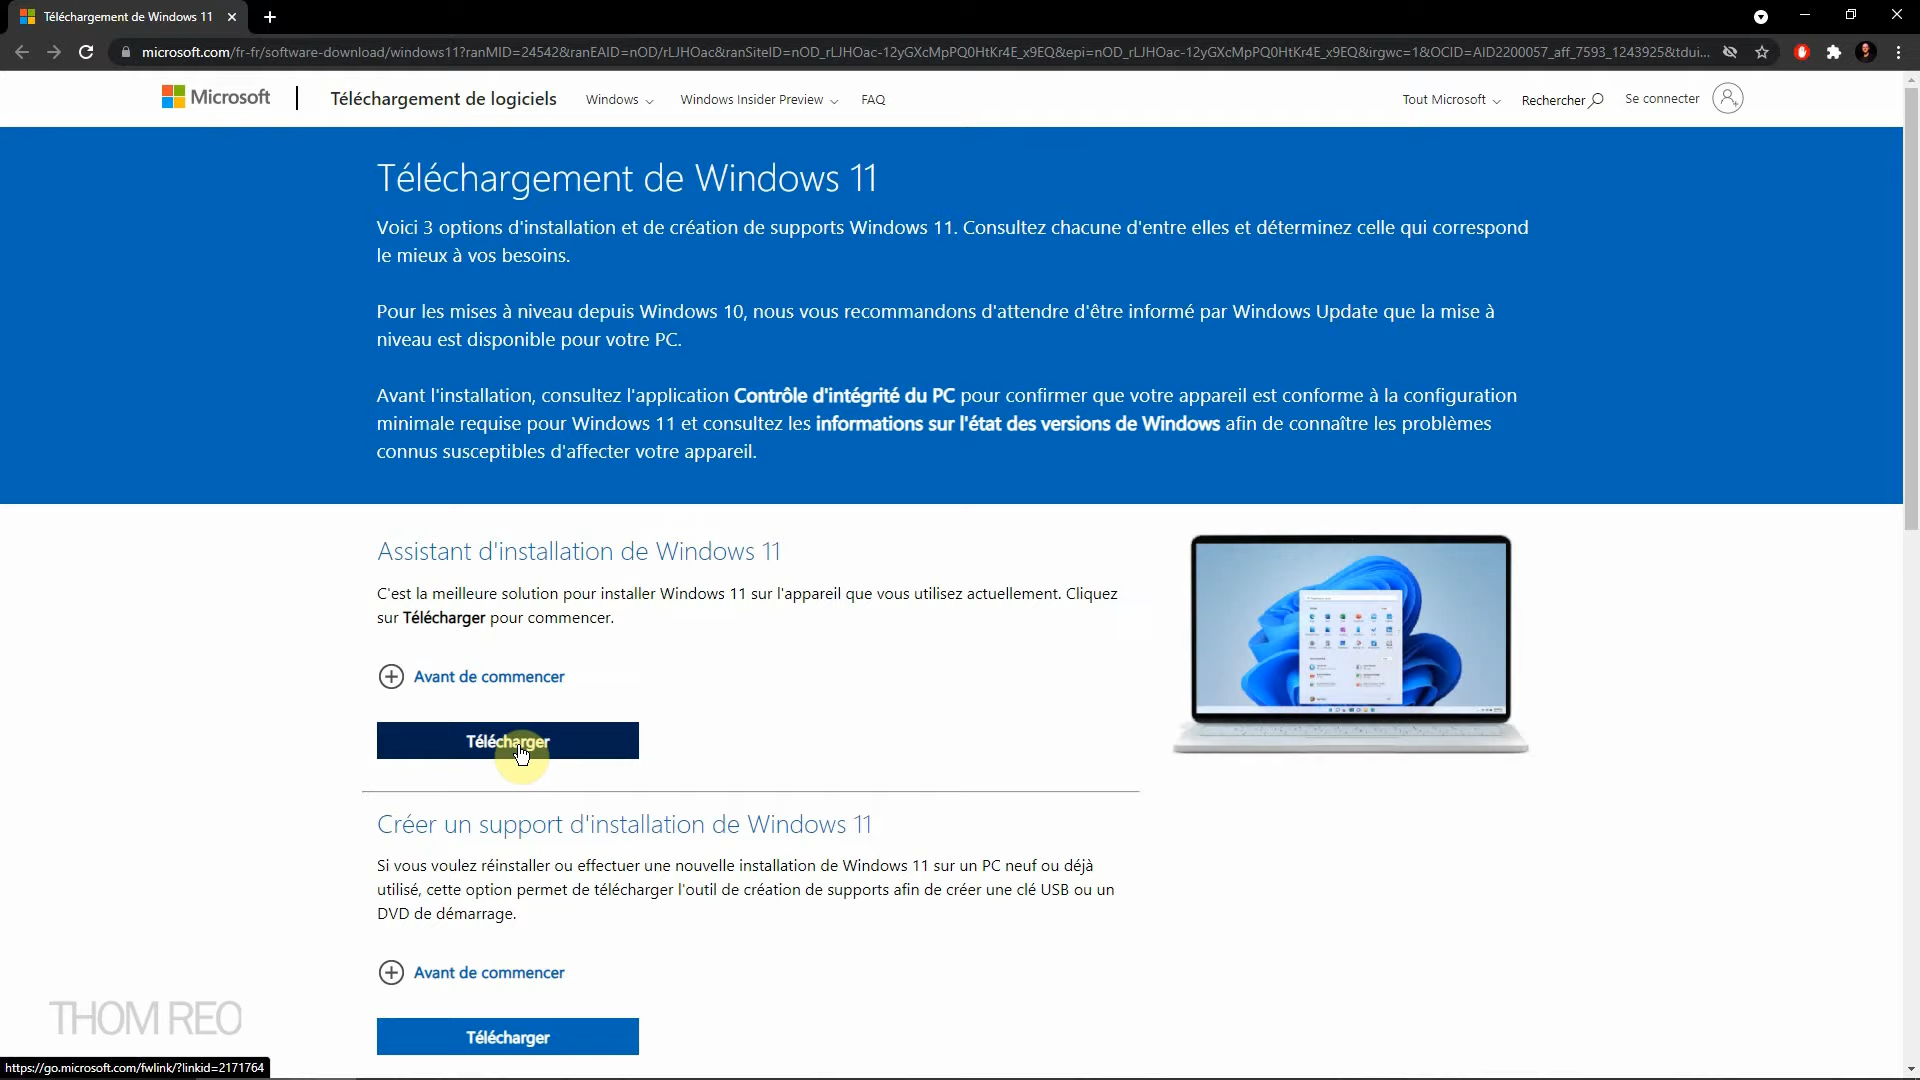 Téléchargement de Windows 11
microsoft.com/fr-fr/software-download/windows11?ranMID=24542&ranEAID=nOD/rLJHOac&ranSiteID=nOD_rLJHOac-12yGXcMpPQ0HtKr4E_x9EQ&epi=nOD_rLJHOac-12yGXcMpPQ0HtKr4E_x9EQ&irgwc=1&OCID=AID2200057_aff_7593_1243925&tdui...
Microsoft
Téléchargement de logiciels
Windows
Windows Insider Preview
FAQ
Tout Microsoft
Rechercher
Se connecter
Téléchargement de Windows 11
Voici 3 options d'installation et de création de supports Windows 11. Consultez chacune d'entre elles et déterminez celle qui correspond
le mieux à vos besoins.
Pour les mises à niveau depuis Windows 10, nous vous recommandons d'attendre d'être informé par Windows Update que la mise à
niveau est disponible pour votre PC.
Avant l'installation, consultez l'application Contrôle d'intégrité du PC pour confirmer que votre appareil est conforme à la configuration
minimale requise pour Windows 11 et consultez les informations sur l'état des versions de Windows afin de connaître les problèmes
connus susceptibles d'affecter votre appareil.
Assistant d'installation de Windows 11
C'est la meilleure solution pour installer Windows 11 sur l'appareil que vous utilisez actuellement. Cliquez
sur Télécharger pour commencer.
Avant de commencer
Télécharger
Créer un support d'installation de Windows 11
Si vous voulez réinstaller ou effectuer une nouvelle installation de Windows 11 sur un PC neuf ou déjà
utilisé, cette option permet de télécharger l'outil de création de supports afin de créer une clé USB ou un
DVD de démarrage.
Avant de commencer
Télécharger
THOM REO
https://go.microsoft.com/fwlink/?linkid=2171764